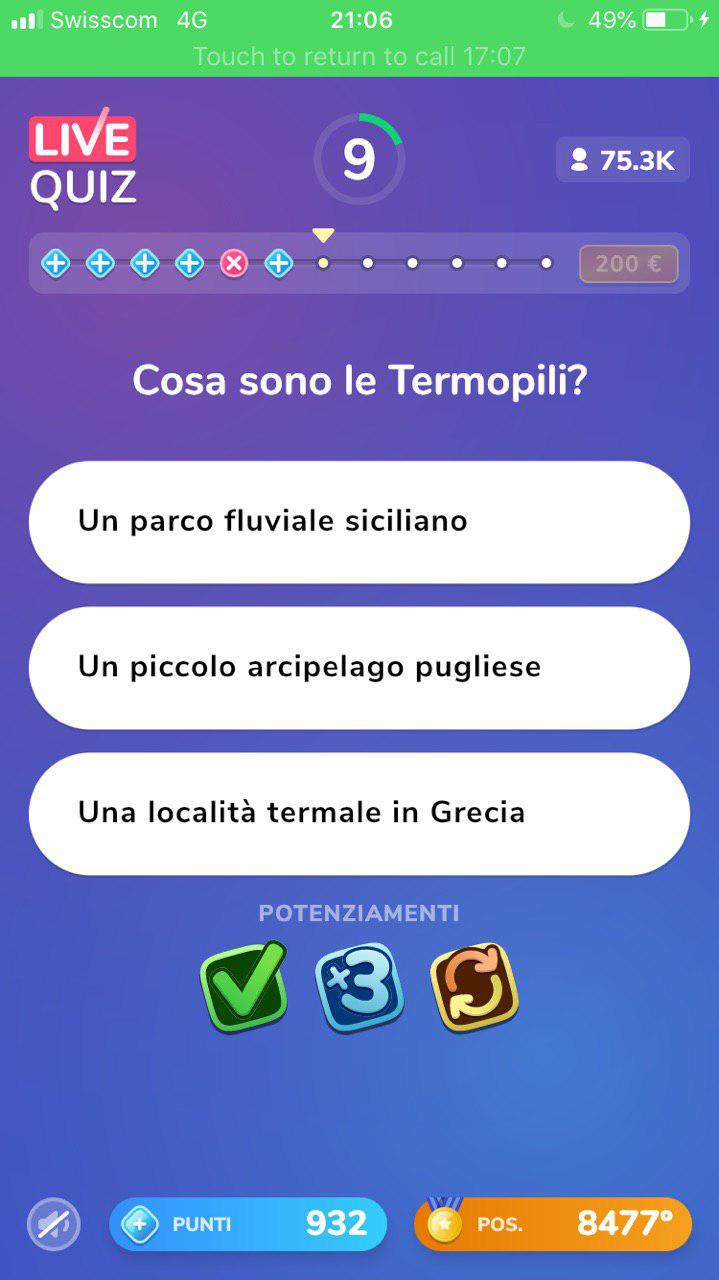 Swisscom 4G 21:06 49%
Touch to return to call 17:07
LIVE
QUIZ
9
75.3K
200 €
Cosa sono le Termopili?
Un parco fluviale siciliano
Un piccolo arcipelago pugliese
Una località termale in Grecia
POTENZIAMENTI
×3
PUNTI 932
POS. 8477º